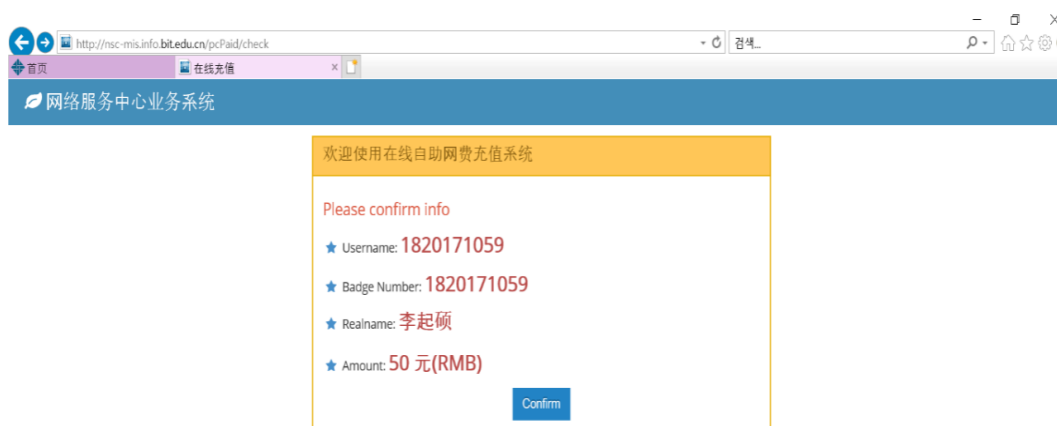 http://nsc-mis.info.bit.edu.cn/pcPaid/check
검색...
首页
在线充值
网络服务中心业务系统
欢迎使用在线自助网费充值系统
Please confirm info
Username: 1820171059
Badge Number: 1820171059
Realname: 李起硕
Amount: 50 元(RMB)
Confirm